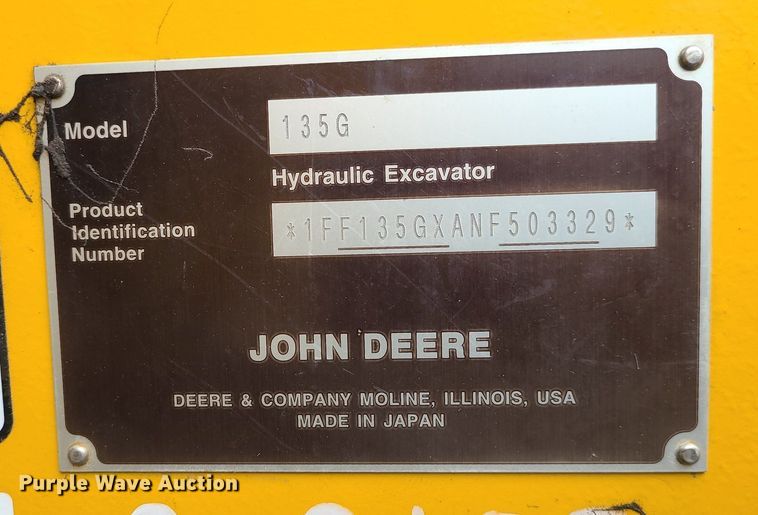 Model 135G
Hydraulic Excavator
Product
Identification
Number
*1FF135GXANF503329*
JOHN DEERE
DEERE & COMPANY MOLINE, ILLINOIS, USA
MADE IN JAPAN
Purple Wave Auction